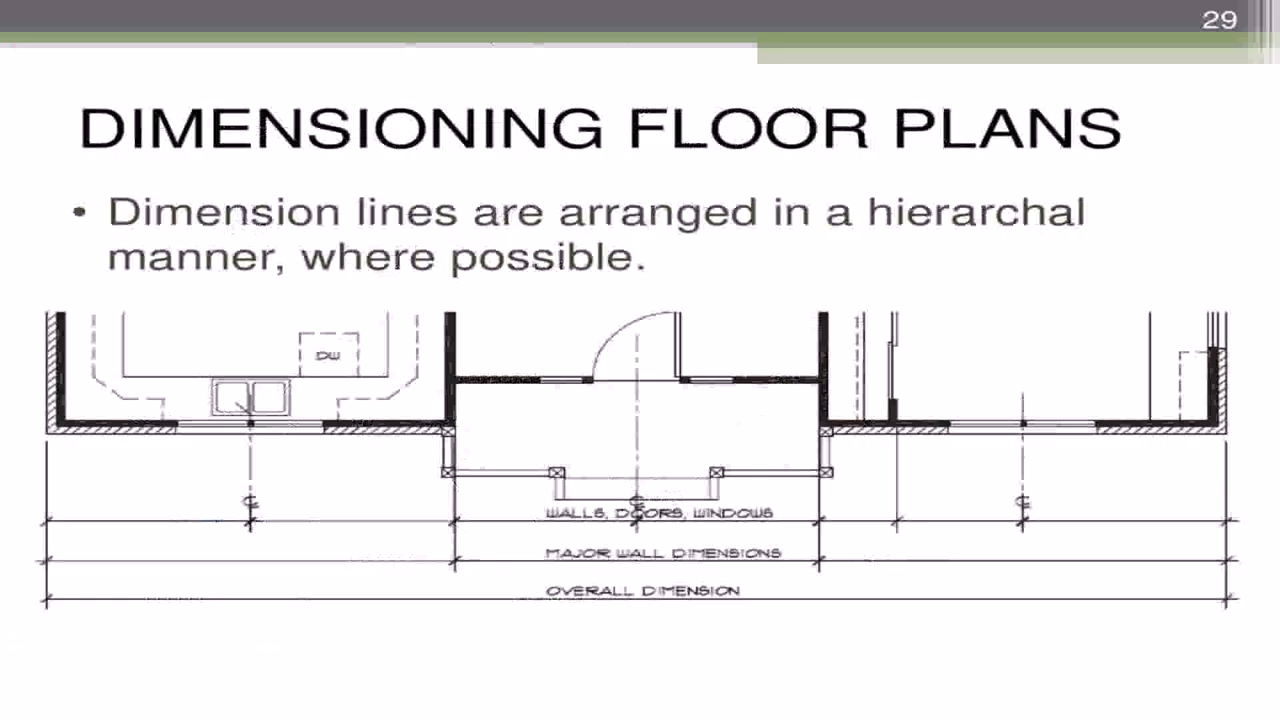 29
DIMENSIONING FLOOR PLANS
• Dimension lines are arranged in a hierarchal
manner, where possible.
DW
℄ ℄ ℄
WALLS, DOORS, WINDOWS
MAJOR WALL DIMENSIONS
OVERALL DIMENSION